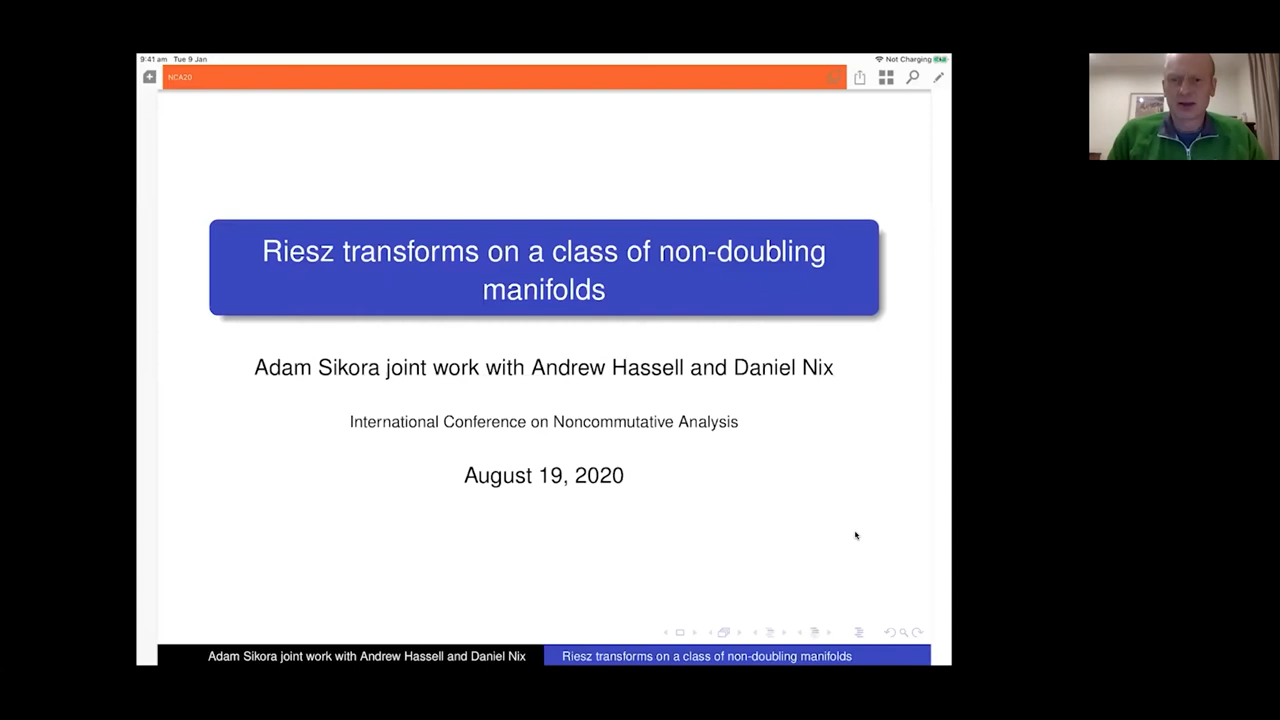 9:41 am Tue 9 Jan
Not Charging
NCA20
Riesz transforms on a class of non-doubling
manifolds
Adam Sikora joint work with Andrew Hassell and Daniel Nix
International Conference on Noncommutative Analysis
August 19, 2020
Adam Sikora joint work with Andrew Hassell and Daniel Nix
Riesz transforms on a class of non-doubling manifolds